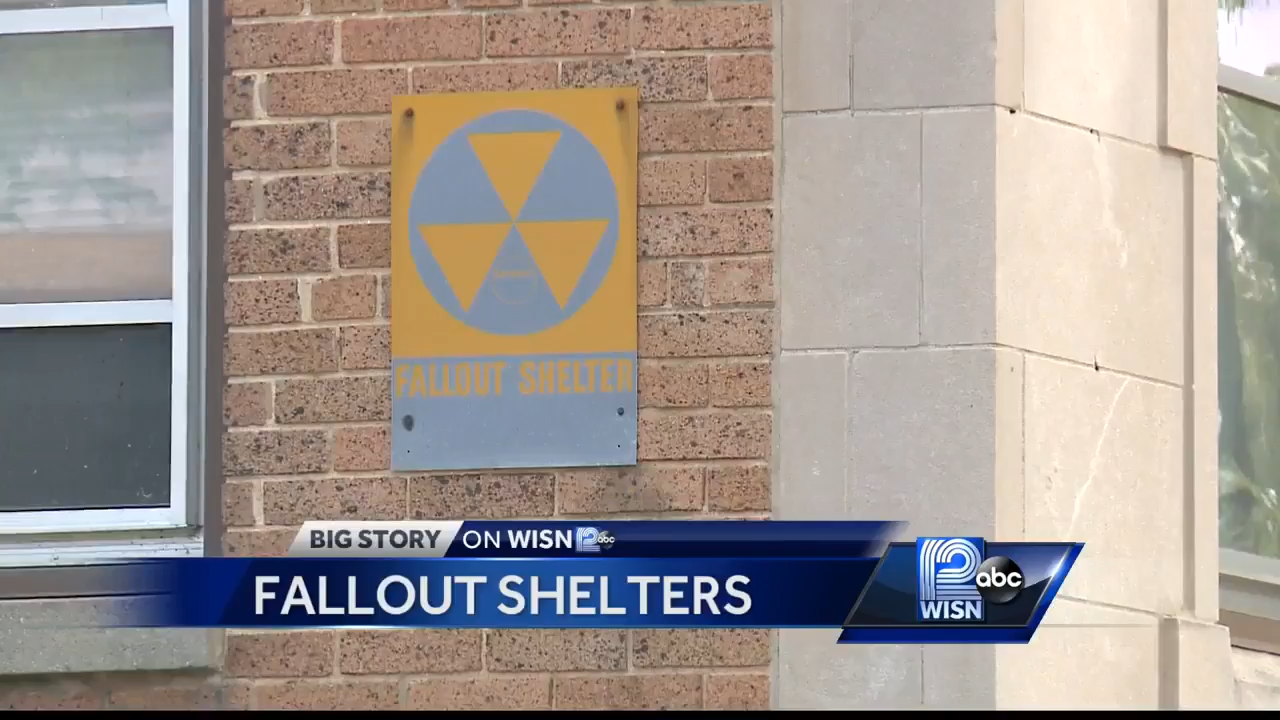 FALLOUT SHELTER
BIG STORY ON WISN 12 abc
FALLOUT SHELTERS
12 abc
WISN